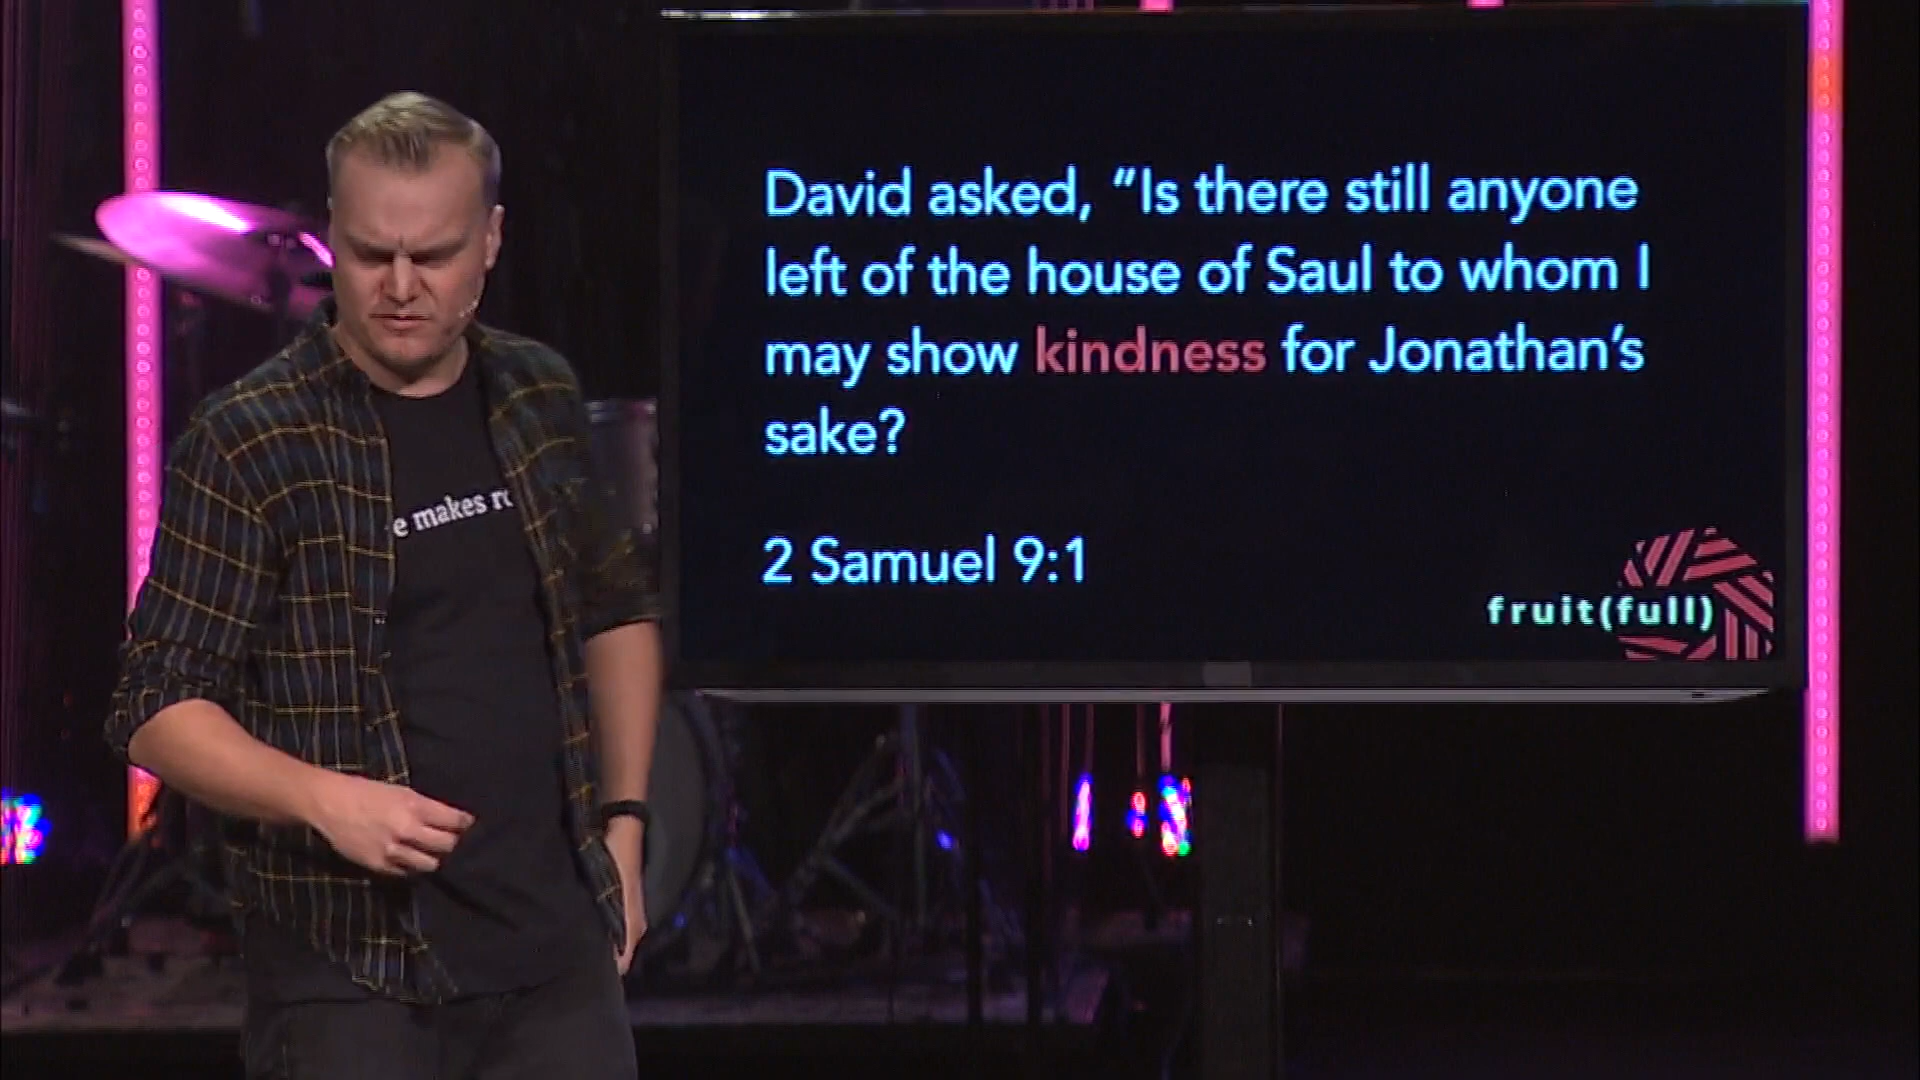 David asked, "Is there still anyone
left of the house of Saul to whom I
may show kindness for Jonathan's
sake?
2 Samuel 9:1
fruit(full)
e makes ro